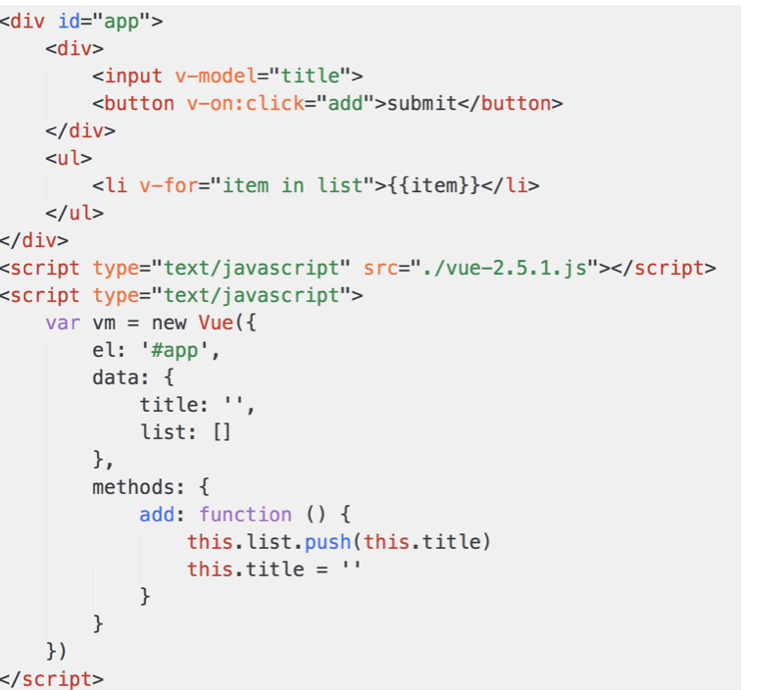 <div id="app">
    <div>
        <input v-model="title">
        <button v-on:click="add">submit</button>
    </div>
    <ul>
        <li v-for="item in list">{{item}}</li>
    </ul>
</div>
<script type="text/javascript" src="./vue-2.5.1.js"></script>
<script type="text/javascript">
    var vm = new Vue({
        el: '#app',
        data: {
            title: '',
            list: []
        },
        methods: {
            add: function () {
                this.list.push(this.title)
                this.title = ''
            }
        }
    })
</script>